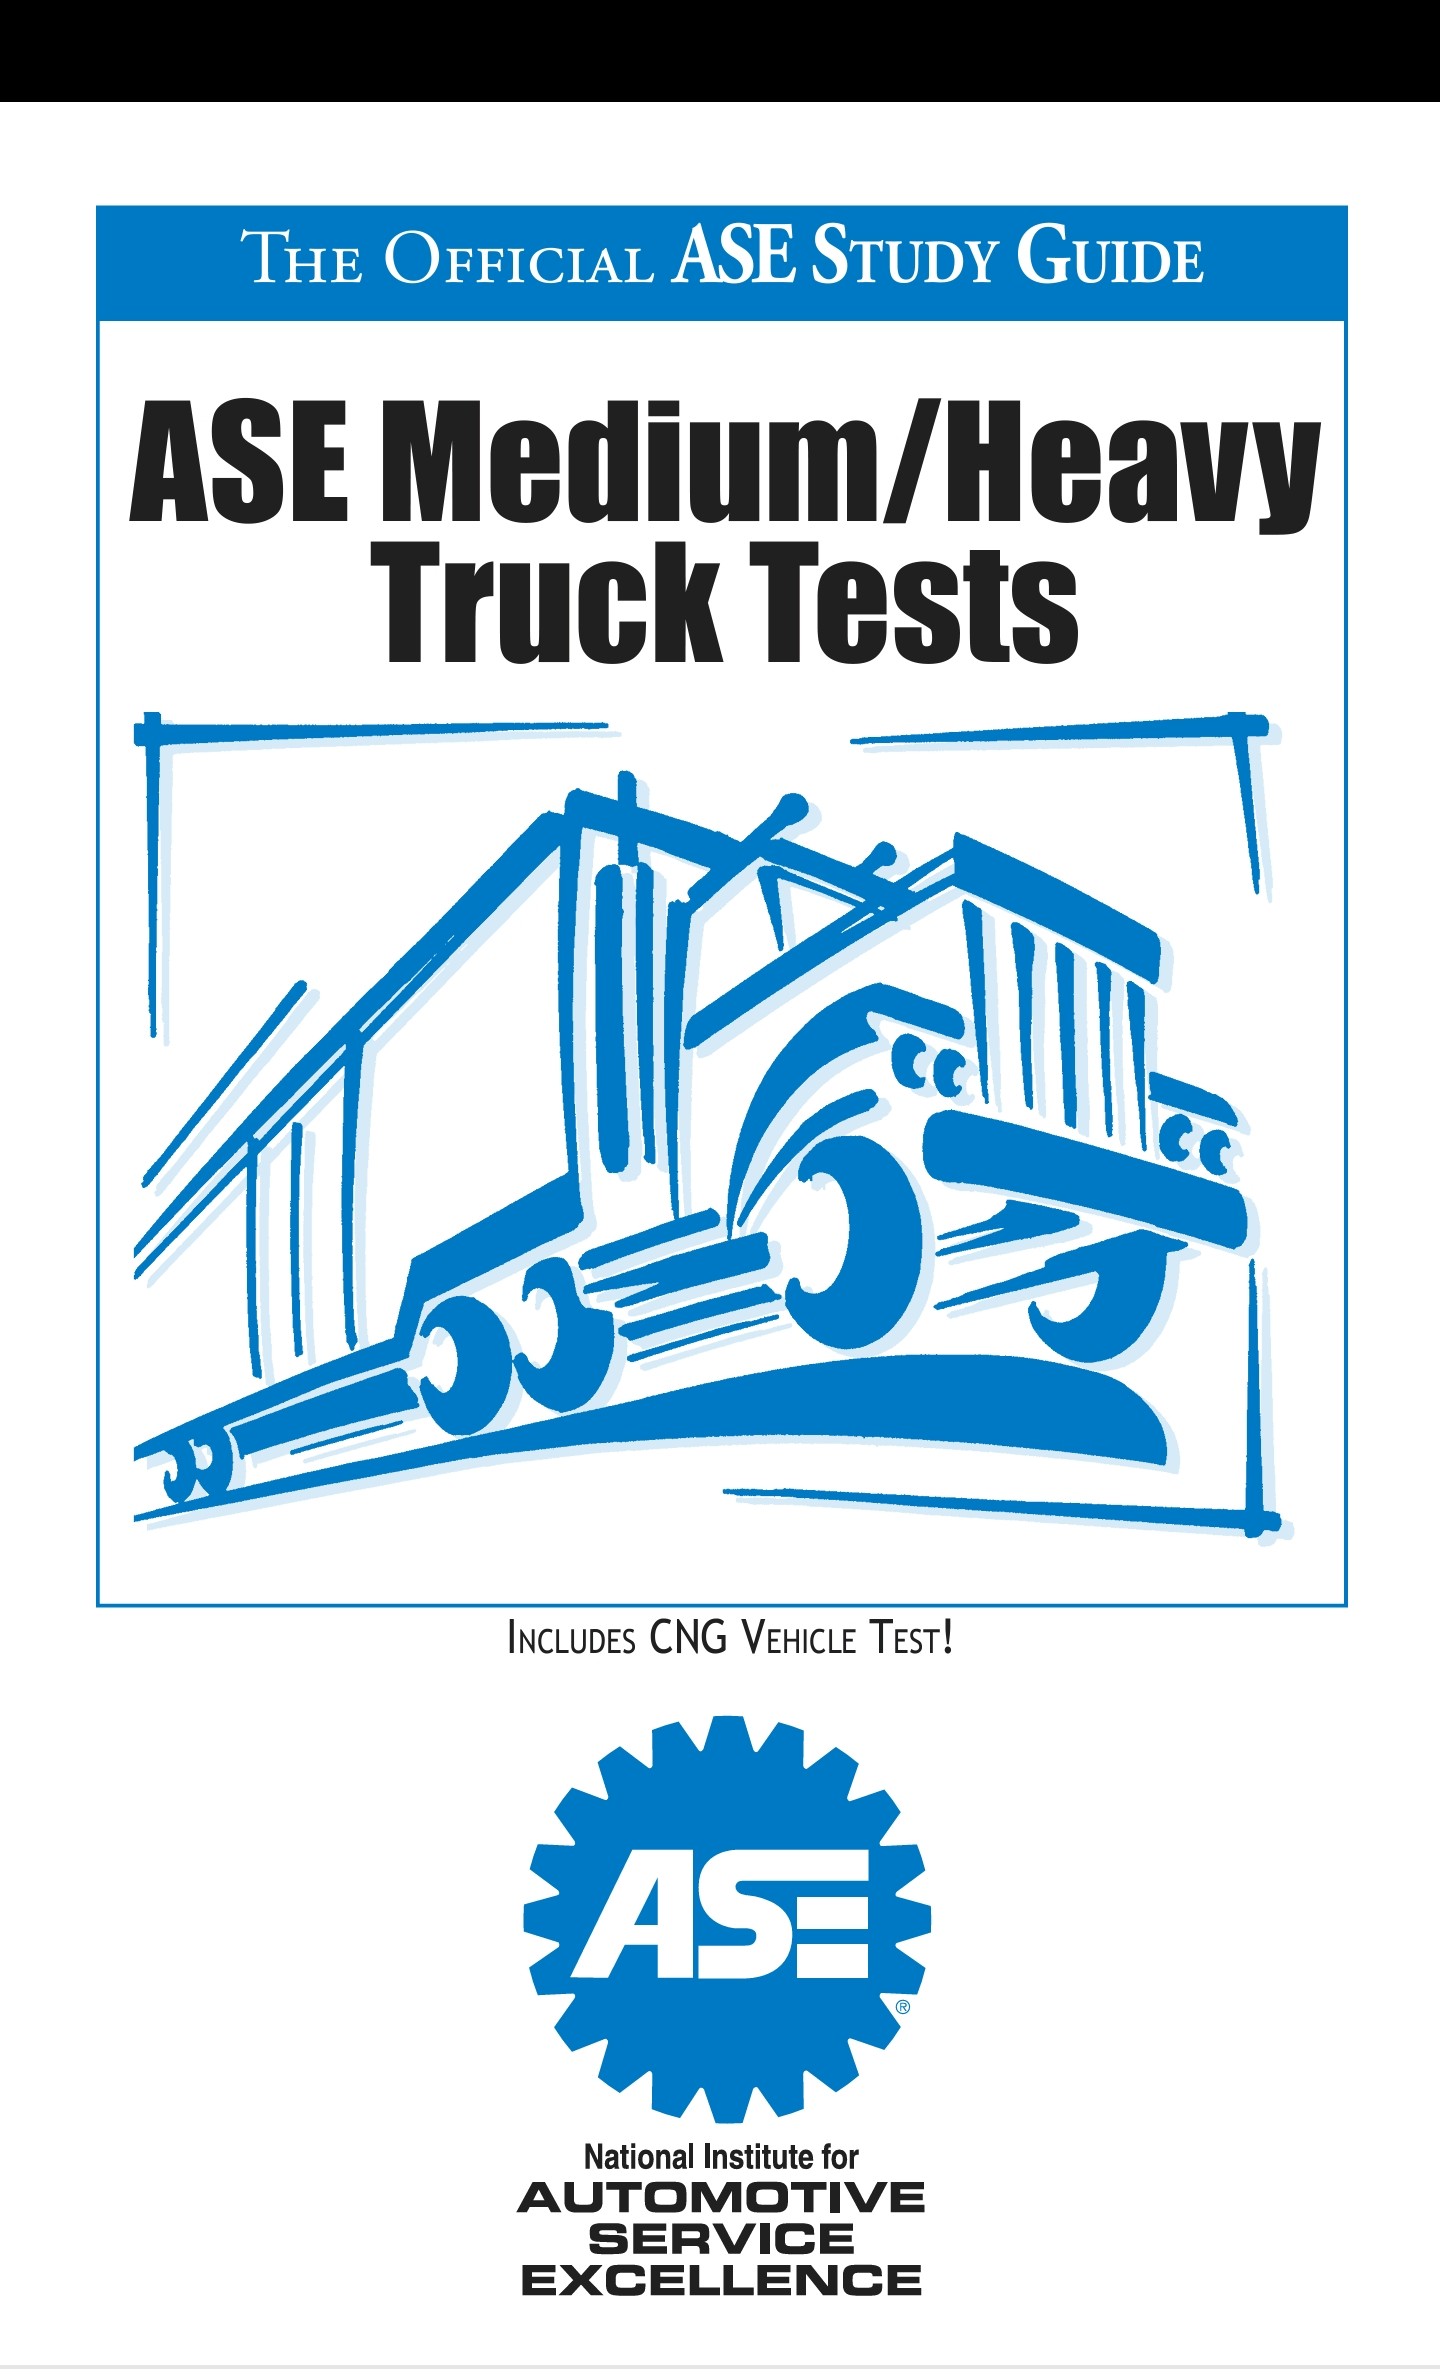 The Official ASE Study Guide
ASE Medium/Heavy
Truck Tests
Includes CNG Vehicle Test!
ASE
®
National Institute for
AUTOMOTIVE
SERVICE
EXCELLENCE